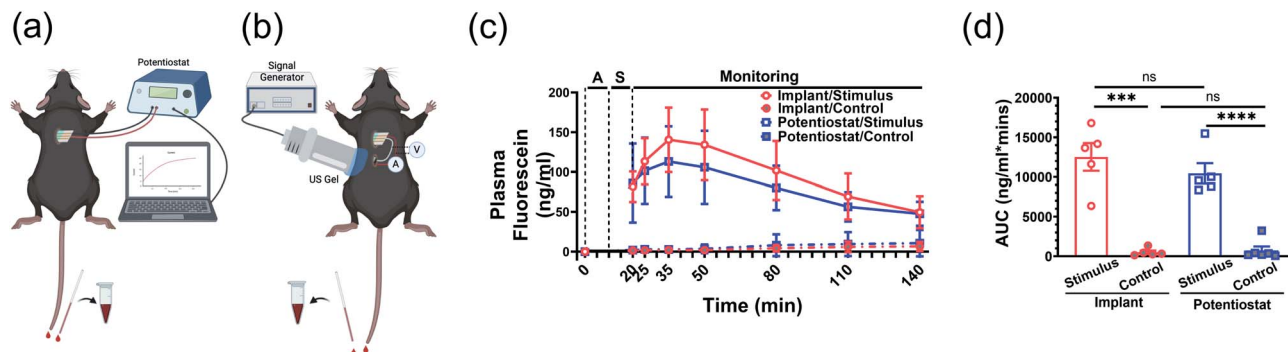 (a)
Potentiostat
(b)
Signal
Generator
US Gel
V
A
(c)
A
S
Monitoring
Implant/Stimulus
Implant/Control
Potentiostat/Stimulus
Potentiostat/Control
Plasma
Fluorescein
(ng/ml)
200
150
100
50
0
0
20
25
35
50
80
110
140
Time (min)
(d)
ns
*** ns
****
AUC (ng/ml*mins)
20000
15000
10000
5000
0
Stimulus Control Stimulus Control
Implant Potentiostat